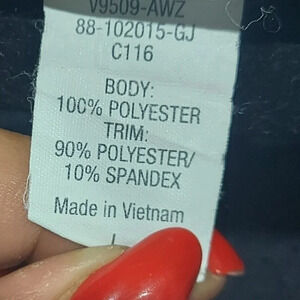 V9509-AWZ
88-102015-GJ
C116
BODY:
100% POLYESTER
TRIM:
90% POLYESTER/
10% SPANDEX
Made in Vietnam